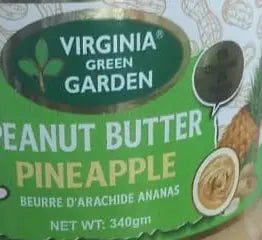 VIRGINIA®
GREEN
GARDEN
PEANUT BUTTER
PINEAPPLE
BEURRE D'ARACHIDE ANANAS
NET WT: 340gm